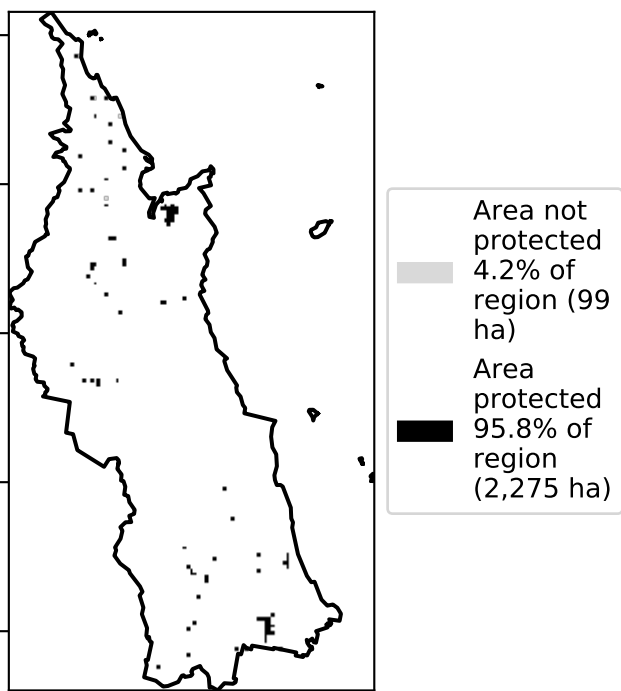 Area not
protected
4.2% of
region (99
ha)
Area
protected
95.8% of
region
(2,275 ha)